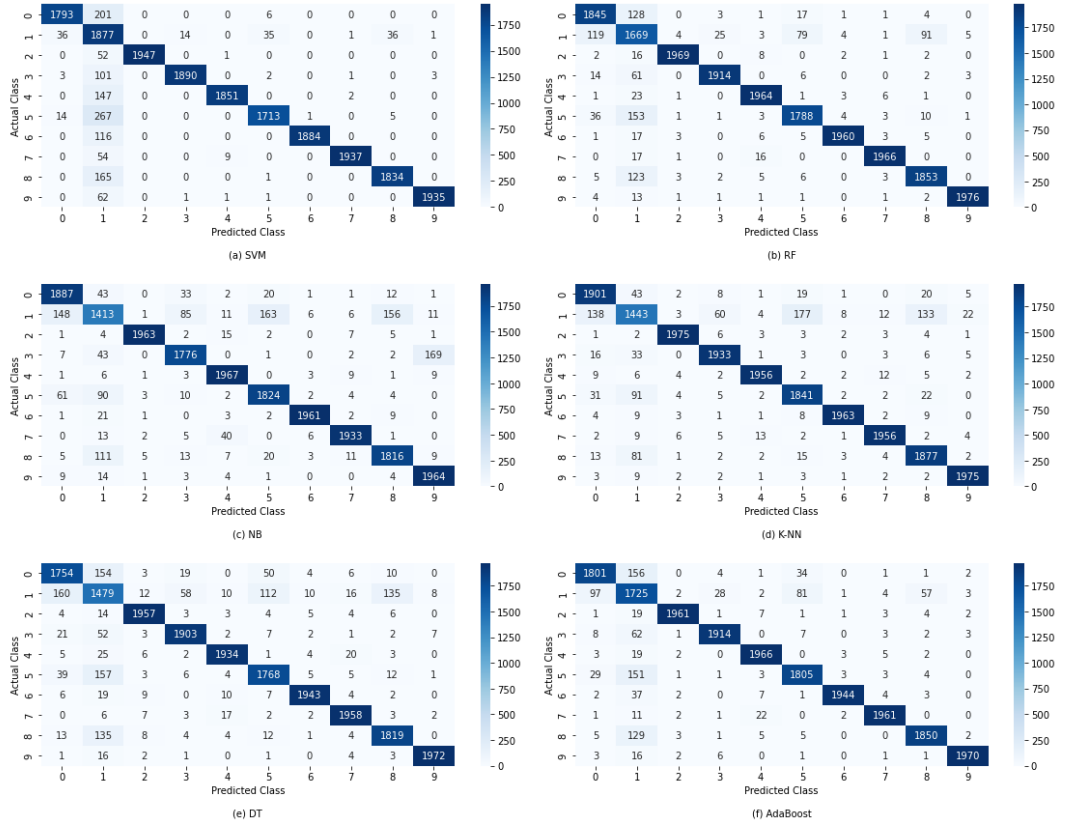 0 1793 201 0 0 0 6 0 0 0 0
1 36 1877 0 14 0 35 0 1 36 1
2 0 52 1947 0 1 0 0 0 0 0
3 3 101 0 1890 0 2 0 1 0 3
4 0 147 0 0 1851 0 0 0 0 0
5 14 267 0 0 0 1713 1 0 5 0
6 0 116 0 0 0 0 1884 0 0 0
7 0 54 0 0 9 0 0 1937 0 0
8 0 165 0 0 0 1 0 0 1834 0
9 0 62 0 1 1 1 0 0 0 1935
0 1 2 3 4 5 6 7 8 9
Actual Class
Predicted Class
1750
1500
1250
1000
750
500
250
0
(a) SVM
0 1845 128 0 3 1 17 1 1 4 0
1 119 1669 4 25 3 79 4 1 91 5
2 2 16 1969 0 8 0 0 2 1 2
3 14 61 0 1914 0 6 0 0 2 3
4 1 23 1 0 1964 1 3 6 1 0
5 36 153 1 1 3 1788 4 3 10 1
6 1 17 3 0 6 5 1960 3 5 0
7 0 17 1 0 16 0 0 1966 0 0
8 5 123 3 2 5 6 0 3 1853 0
9 4 13 1 1 1 3 0 1 1 1976
0 1 2 3 4 5 6 7 8 9
Actual Class
Predicted Class
1750
1500
1250
1000
750
500
250
0
(b) RF
0 1887 43 0 33 2 20 1 1 12 1
1 148 1413 1 85 11 163 6 6 156 11
2 1 4 1963 2 15 2 0 7 5 1
3 7 43 0 1776 0 1 0 2 2 169
4 1 6 1 3 1967 0 3 9 1 9
5 61 90 3 10 2 1824 2 4 4 0
6 1 21 1 0 3 2 1961 2 9 0
7 0 13 2 5 40 0 6 1933 1 0
8 5 111 5 13 7 20 3 11 1816 9
9 9 14 1 3 4 1 0 0 4 1964
0 1 2 3 4 5 6 7 8 9
Actual Class
Predicted Class
1750
1500
1250
1000
750
500
250
0
(c) NB
0 1901 43 2 8 1 19 1 0 20 5
1 138 1443 3 60 4 177 8 12 133 22
2 1 2 1975 6 3 3 2 3 4 1
3 16 33 0 1933 1 3 0 3 6 5
4 9 6 4 2 1956 2 2 12 5 2
5 31 91 4 5 2 1841 2 2 22 0
6 4 9 3 1 1 8 1963 2 9 0
7 2 9 6 5 13 2 1 1956 2 4
8 13 81 1 2 2 15 3 4 1877 2
9 3 9 2 2 1 3 1 2 2 1975
0 1 2 3 4 5 6 7 8 9
Actual Class
Predicted Class
1750
1500
1250
1000
750
500
250
0
(d) K-NN
0 1754 154 3 19 0 50 4 6 10 0
1 160 1479 12 58 10 112 10 16 135 8
2 4 14 1957 3 3 4 5 4 6 0
3 21 52 3 1903 2 7 2 1 2 7
4 5 25 6 2 1934 1 4 20 3 0
5 39 157 3 6 4 1768 5 5 12 1
6 6 19 9 0 10 7 1943 4 2 0
7 0 6 7 3 17 2 2 1958 3 2
8 13 135 8 4 4 12 1 4 1819 0
9 1 16 2 1 0 1 0 4 3 1972
0 1 2 3 4 5 6 7 8 9
Actual Class
Predicted Class
1750
1500
1250
1000
750
500
250
0
(e) DT
0 1801 156 0 4 1 34 0 1 1 2
1 97 1725 2 28 2 81 4 1 57 3
2 1 19 1961 1 7 1 1 3 4 2
3 8 62 1 1914 0 7 0 3 2 3
4 3 19 2 0 1966 0 3 5 2 0
5 29 151 1 1 3 1805 3 3 4 0
6 2 37 2 0 7 1 1944 4 3 0
7 1 11 2 1 22 0 2 1961 0 0
8 5 129 3 1 5 5 0 0 1850 2
9 3 16 2 6 0 1 0 1 1 1970
0 1 2 3 4 5 6 7 8 9
Actual Class
Predicted Class
1750
1500
1250
1000
750
500
250
0
(f) AdaBoost